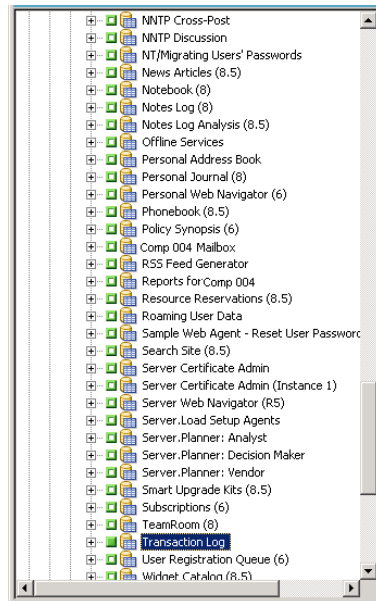 NNTP Cross-Post
NNTP Discussion
NT/Migrating Users' Passwords
News Articles (8.5)
Notebook (8)
Notes Log (8)
Notes Log Analysis (8.5)
Offline Services
Personal Address Book
Personal Journal (8)
Personal Web Navigator (6)
Phonebook (8.5)
Policy Synopsis (6)
Comp 004 Mailbox
RSS Feed Generator
Reports for Comp 004
Resource Reservations (8.5)
Roaming User Data
Sample Web Agent - Reset User Passworc
Search Site (8.5)
Server Certificate Admin
Server Certificate Admin (Instance 1)
Server Web Navigator (R5)
Server.Load Setup Agents
Server.Planner: Analyst
Server.Planner: Decision Maker
Server.Planner: Vendor
Smart Upgrade Kits (8.5)
Subscriptions (6)
TeamRoom (8)
Transaction Log
User Registration Queue (6)
Widget Catalog (8.5)